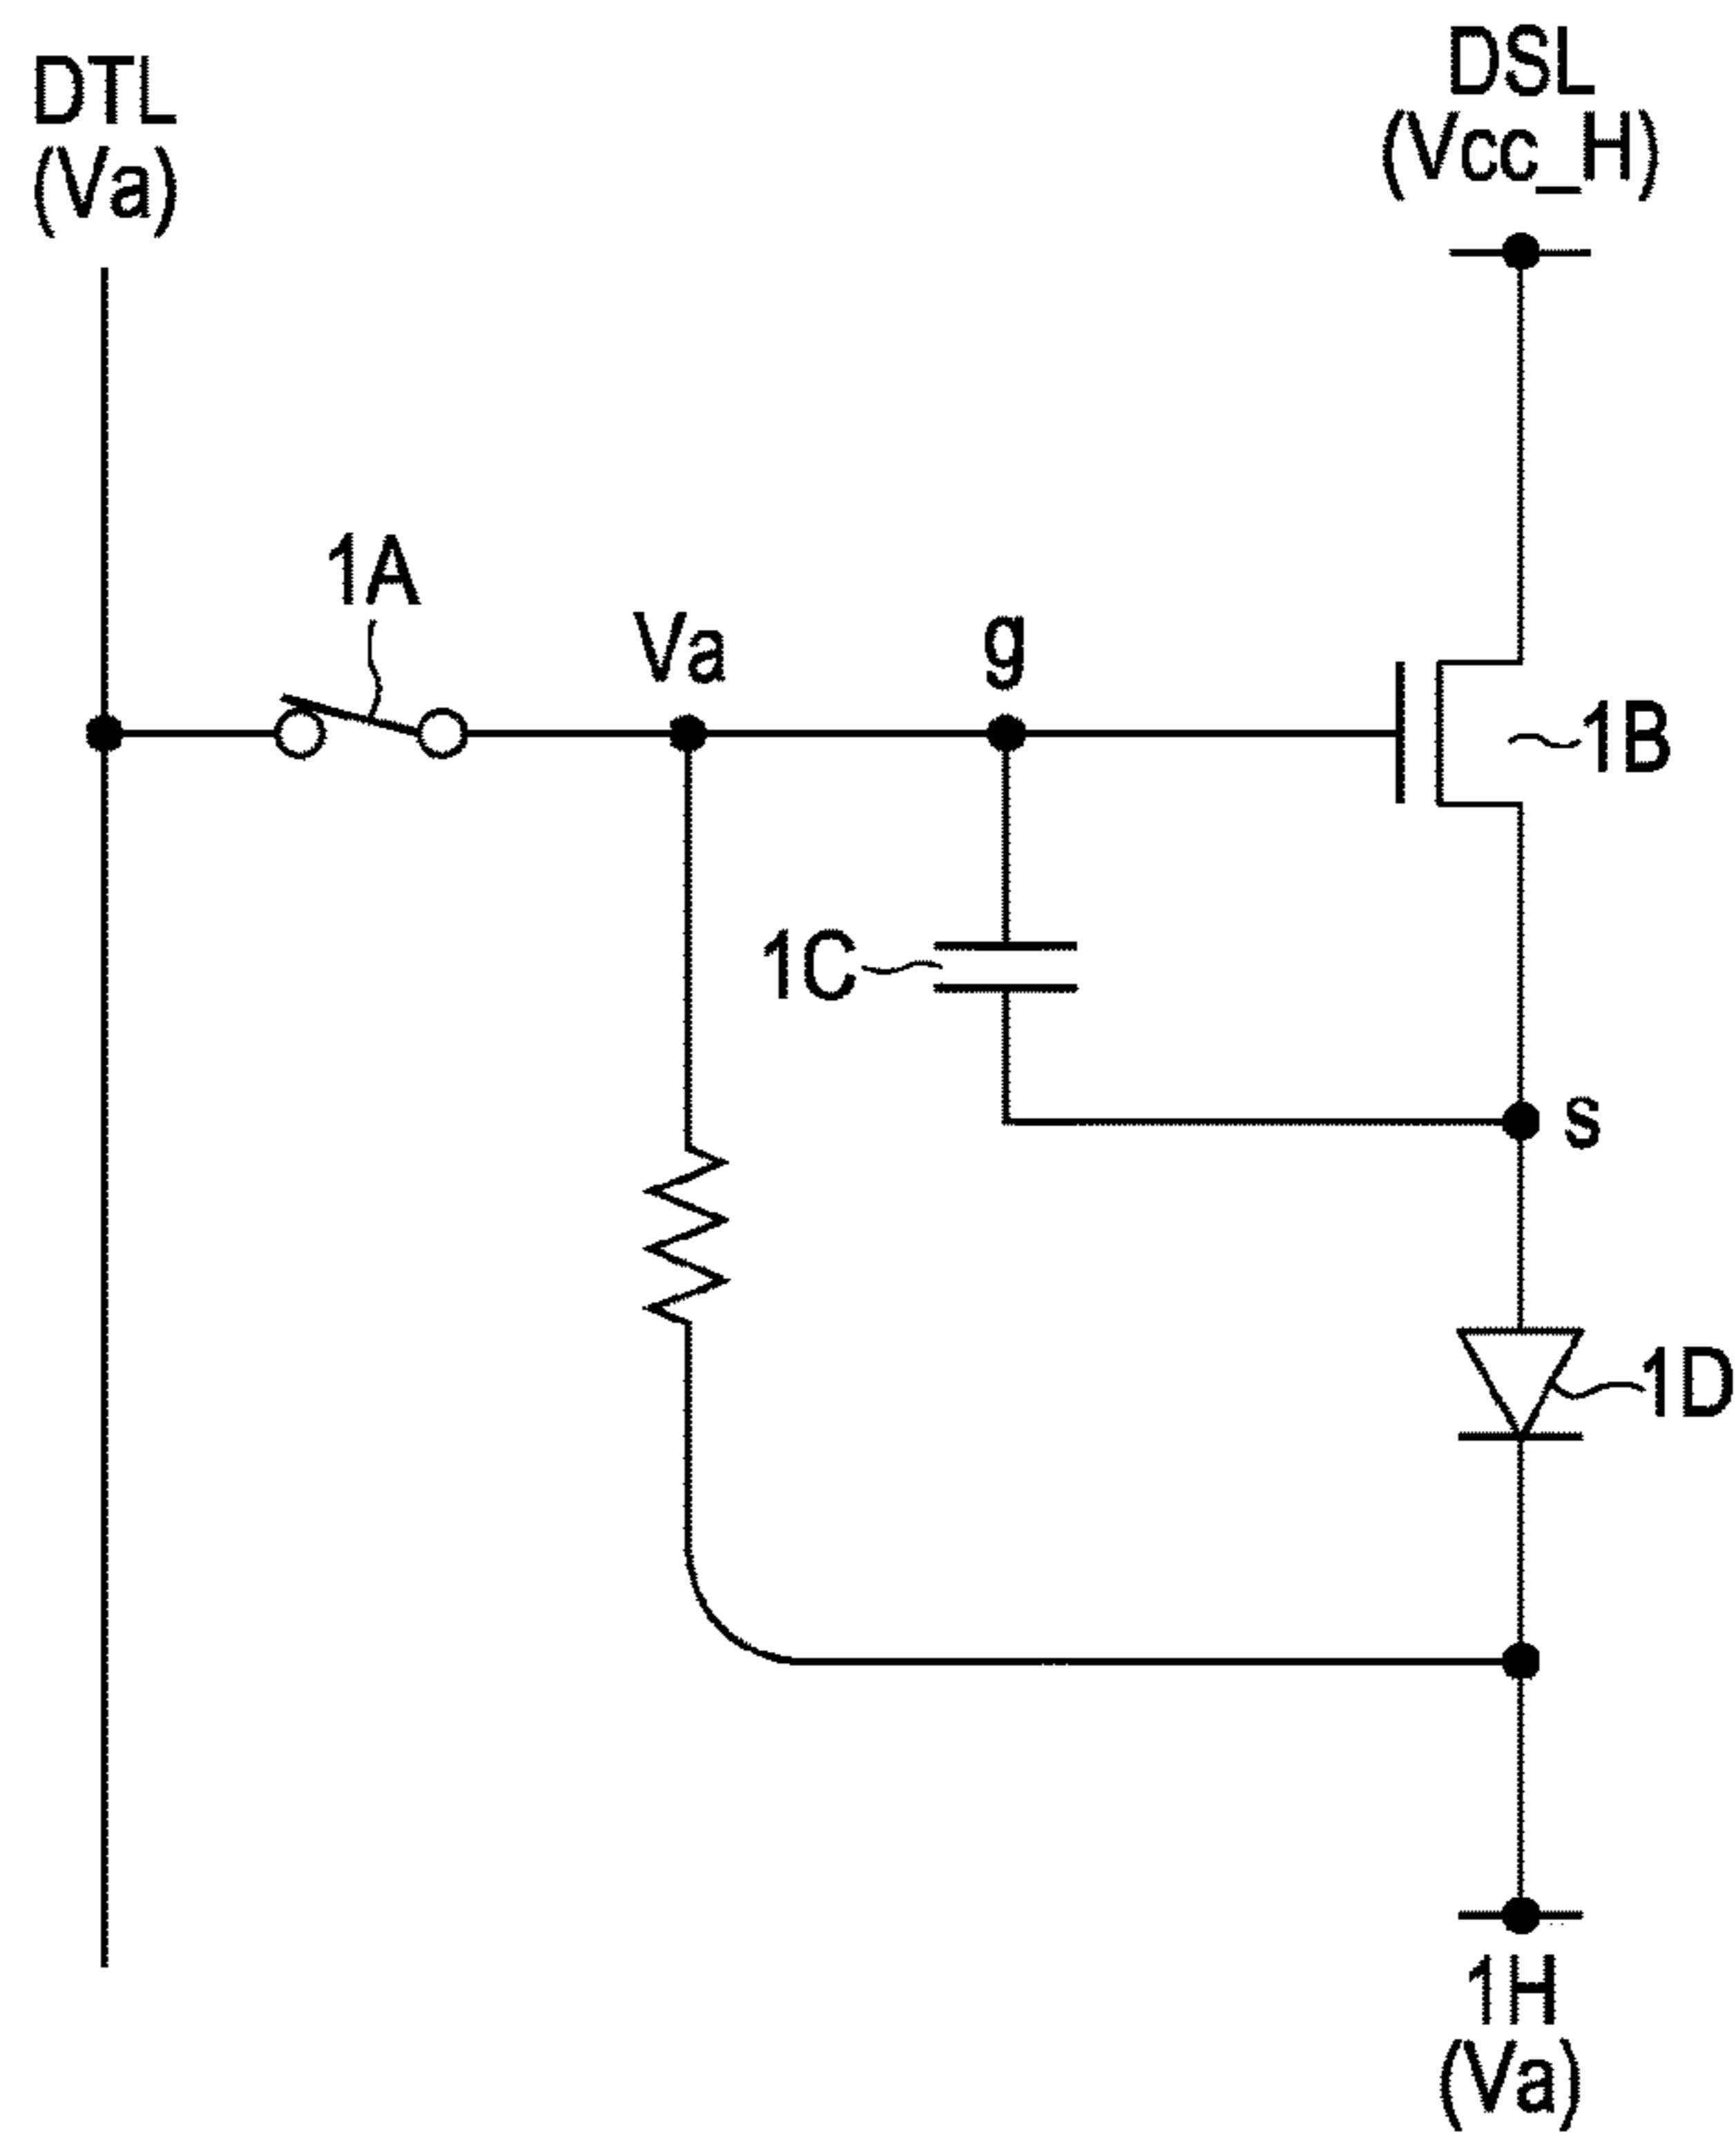 DTL
(Va)
DSL
(Vcc_H)
1A
Va
g
1B
1C
s
1D
1H
(Va)